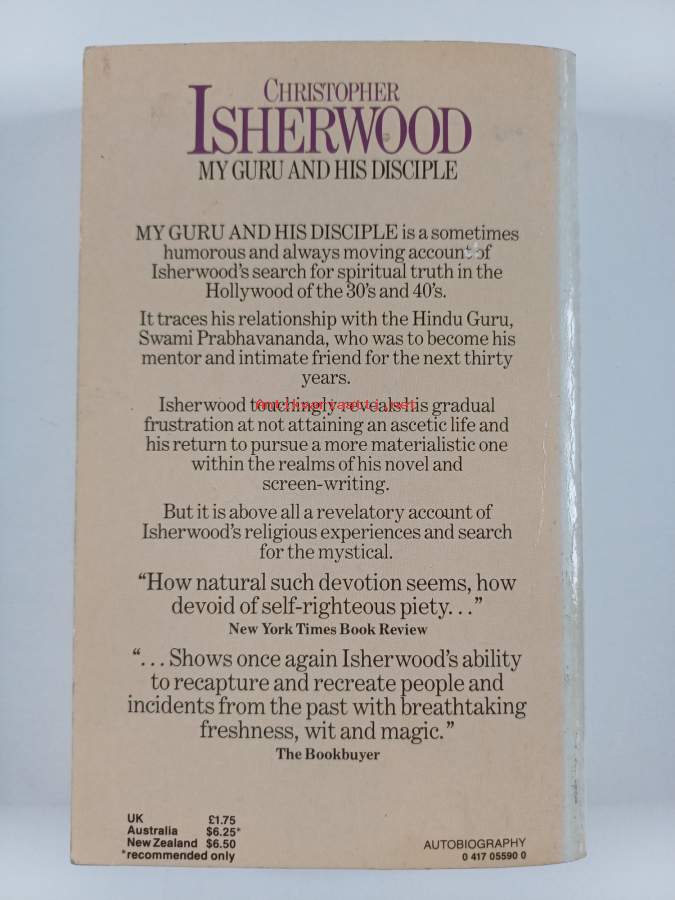 CHRISTOPHER
ISHERWOOD
MY GURU AND HIS DISCIPLE
MY GURU AND HIS DISCIPLE is a sometimes
humorous and always moving account of
Isherwood's search for spiritual truth in the
Hollywood of the 30's and 40's.
It traces his relationship with the Hindu Guru,
Swami Prabhavananda, who was to become his
mentor and intimate friend for the next thirty
years.
Isherwood touchingly reveals his gradual
frustration at not attaining an ascetic life and
his return to pursue a more materialistic one
within the realms of his novel and
screen-writing.
But it is above all a revelatory account of
Isherwood's religious experiences and search
for the mystical.
“How natural such devotion seems, how
devoid of self-righteous piety. . .”
New York Times Book Review
“. . . Shows once again Isherwood's ability
to recapture and recreate people and
incidents from the past with breathtaking
freshness, wit and magic.”
The Bookbuyer
UK £1.75
Australia $6.25*
New Zealand $6.50
*recommended only
AUTOBIOGRAPHY
0 417 05590 0